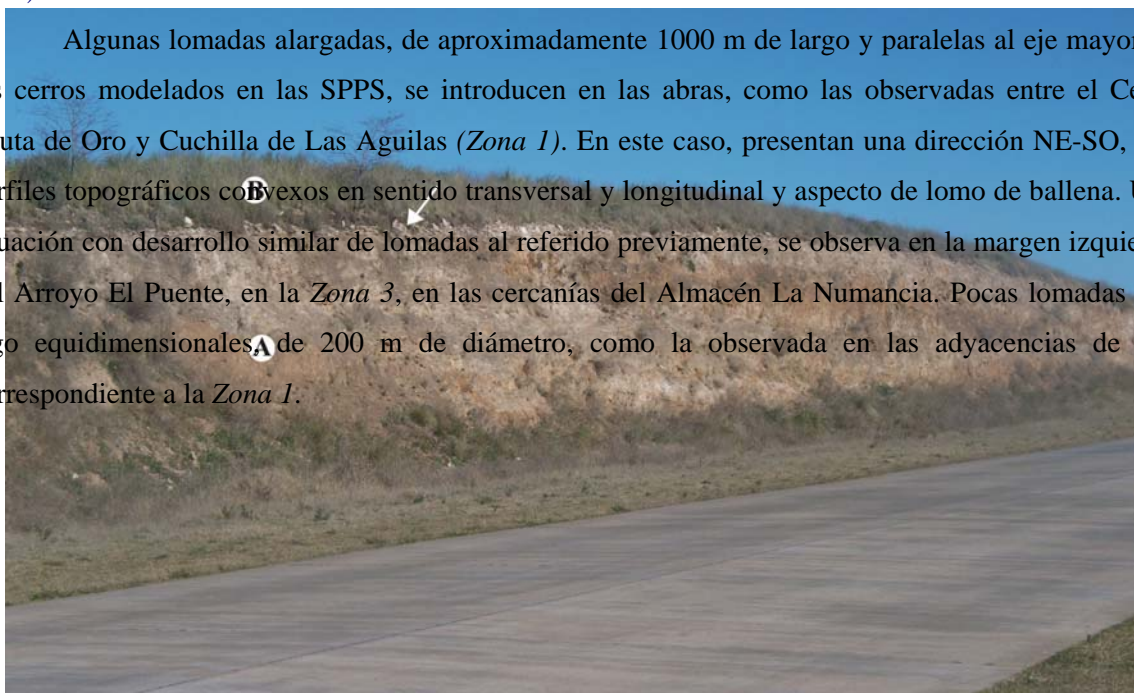 Algunas lomadas alargadas, de aproximadamente 1000 m de largo y paralelas al eje mayor
s cerros modelados en las SPPS, se introducen en las abras, como las observadas entre el Ce
uta de Oro y Cuchilla de Las Aguilas (Zona 1). En este caso, presentan una dirección NE-SO,
rfiles topográficos convexos en sentido transversal y longitudinal y aspecto de lomo de ballena. U
B
uación con desarrollo similar de lomadas al referido previamente, se observa en la margen izquie
l Arroyo El Puente, en la Zona 3, en las cercanías del Almacén La Numancia. Pocas lomadas
go equidimensionales, de 200 m de diámetro, como la observada en las adyacencias de
A
rrespondiente a la Zona 1.